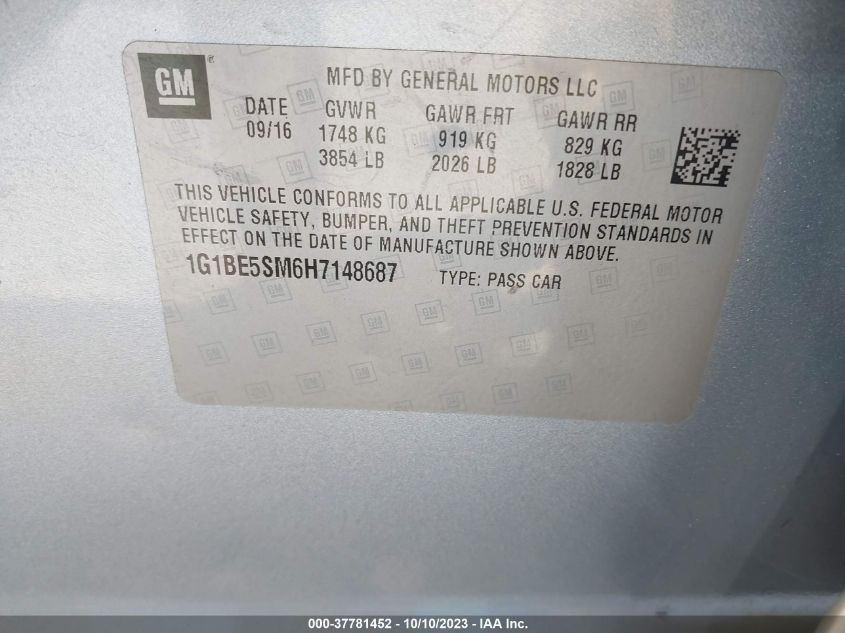 GM
MFD BY GENERAL MOTORS LLC
DATE GVWR GAWR FRT GAWR RR
09/16 1748 KG 919 KG 829 KG
3854 LB 2026 LB 1828 LB
THIS VEHICLE CONFORMS TO ALL APPLICABLE U.S. FEDERAL MOTOR
VEHICLE SAFETY, BUMPER, AND THEFT PREVENTION STANDARDS IN
EFFECT ON THE DATE OF MANUFACTURE SHOWN ABOVE.
1G1BE5SM6H7148687 TYPE: PASS CAR
000-37781452 - 10/10/2023 - IAA Inc.